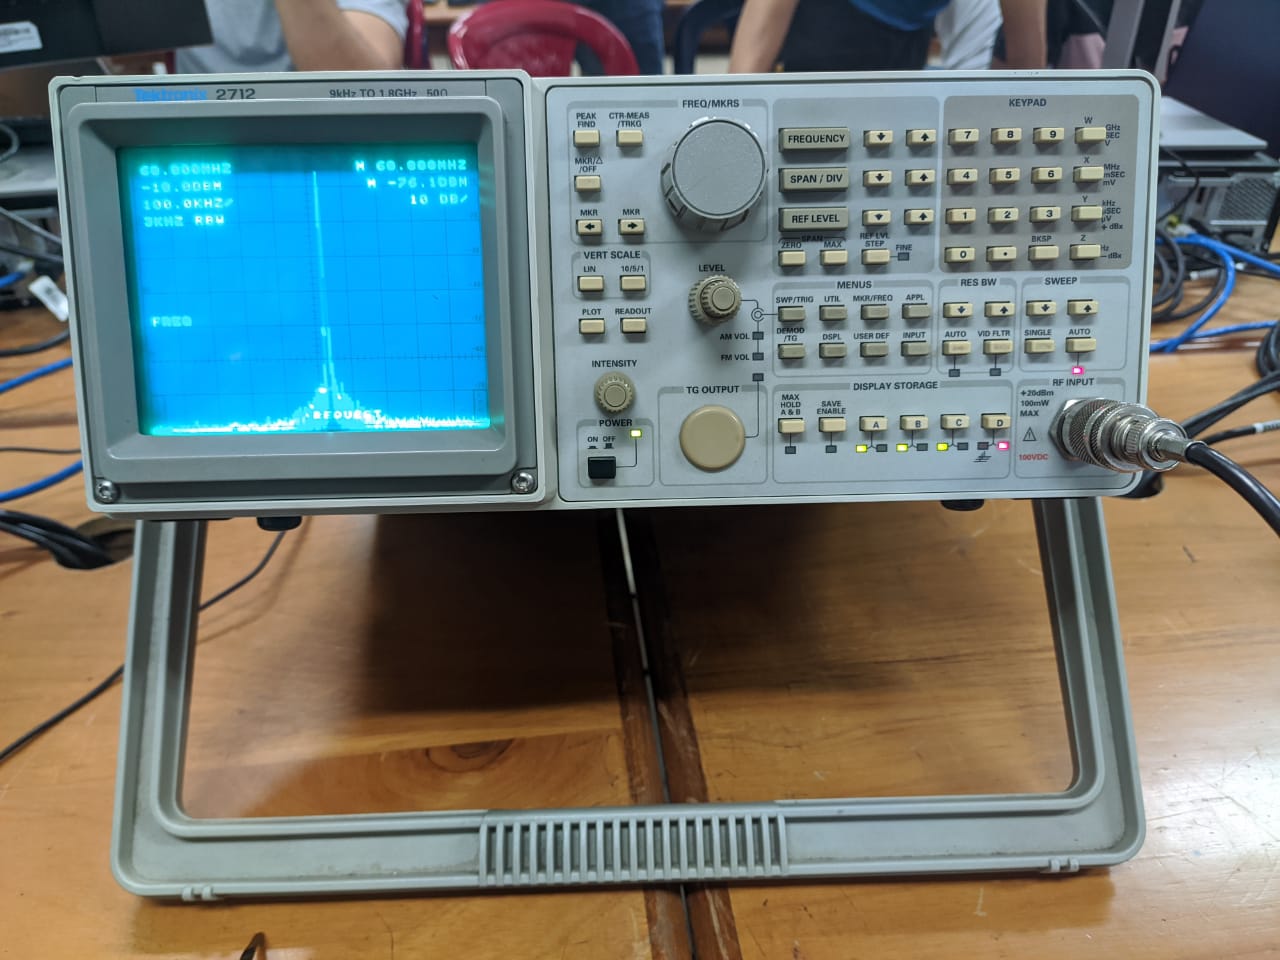 Tektronix 2712
9kHz TO 1.8GHz 50Ω
60.000MHZ
-10.0DBM
100.0KHZ/
3KHZ RBW
M 60.000MHZ
M -76.1DBM
10 DB/
FREQ
REQUEST
FREQ/MKRS
PEAK
FIND
CTR-MEAS
/TRKG
MKR/△
/OFF
MKR
MKR
VERT SCALE
LIN
10/5/1
PLOT
READOUT
INTENSITY
POWER
ON OFF
LEVEL
AM VOL
FM VOL
TG OUTPUT
FREQUENCY
SPAN / DIV
REF LEVEL
SPAN
ZERO
MAX
REF LVL
STEP
FINE
MENUS
SWP/TRIG
UTIL
MKR/FREQ
APPL
DEMOD
/TG
DSPL
USER DEF
INPUT
DISPLAY STORAGE
MAX
HOLD
A & B
SAVE
ENABLE
A
B
C
D
KEYPAD
7
8
9
W
GHz
SEC
V
4
5
6
X
MHz
mSEC
mV
1
2
3
Y
kHz
µSEC
µV
+ dBx
0
.
BKSP
Z
Hz
-dBx
RES BW
AUTO
VID FLTR
SWEEP
SINGLE
AUTO
RF INPUT
+20dBm
100mW
MAX
100VDC